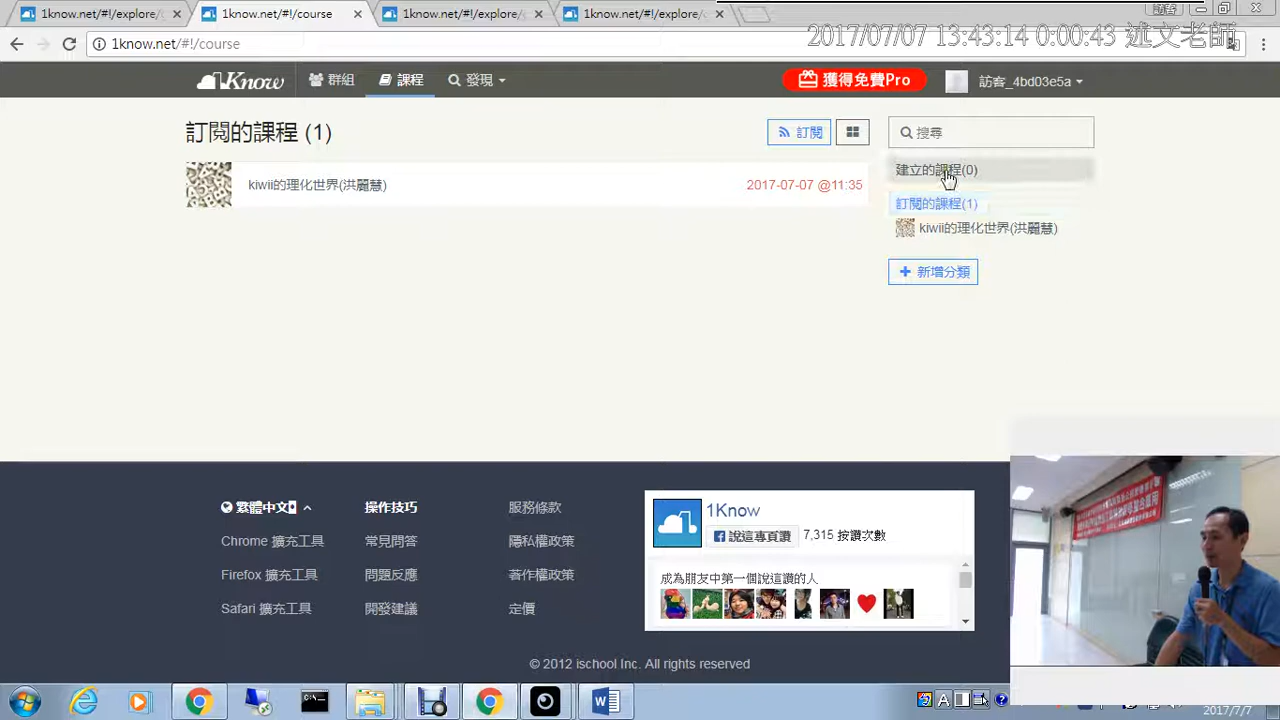 1know.net/#!/explore/
1know.net/#!/course
1know.net/#!/explore/
1know.net/#!/explore/
訪客
1know.net/#!/course
2017/07/07 13:43:14 0:00:43 述文老師
1Know
群組
課程
發現
獲得免費Pro
訪客_4bd03e5a
訂閱的課程 (1)
訂閱
搜尋
kiwii的理化世界(洪麗慧)
2017-07-07 @11:35
建立的課程(0)
訂閱的課程(1)
kiwii的理化世界(洪麗慧)
新增分類
繁體中文
操作技巧
服務條款
Chrome 擴充工具
常見問答
隱私權政策
Firefox 擴充工具
問題反應
著作權政策
Safari 擴充工具
開發建議
定價
1Know
說這專頁讚
7,315 按讚次數
成為朋友中第一個說這讚的人
© 2012 ischool Inc. All rights reserved
2017/7/7